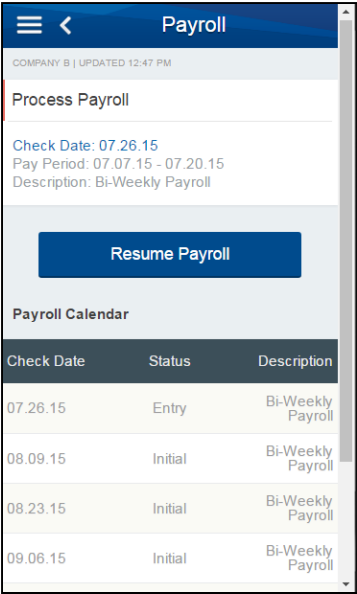 Payroll
COMPANY B | UPDATED 12:47 PM
Process Payroll
Check Date: 07.26.15
Pay Period: 07.07.15 - 07.20.15
Description: Bi-Weekly Payroll
Resume Payroll
Payroll Calendar
Check Date Status Description
07.26.15 Entry Bi-Weekly
Payroll
08.09.15 Initial Bi-Weekly
Payroll
08.23.15 Initial Bi-Weekly
Payroll
09.06.15 Initial Bi-Weekly
Payroll